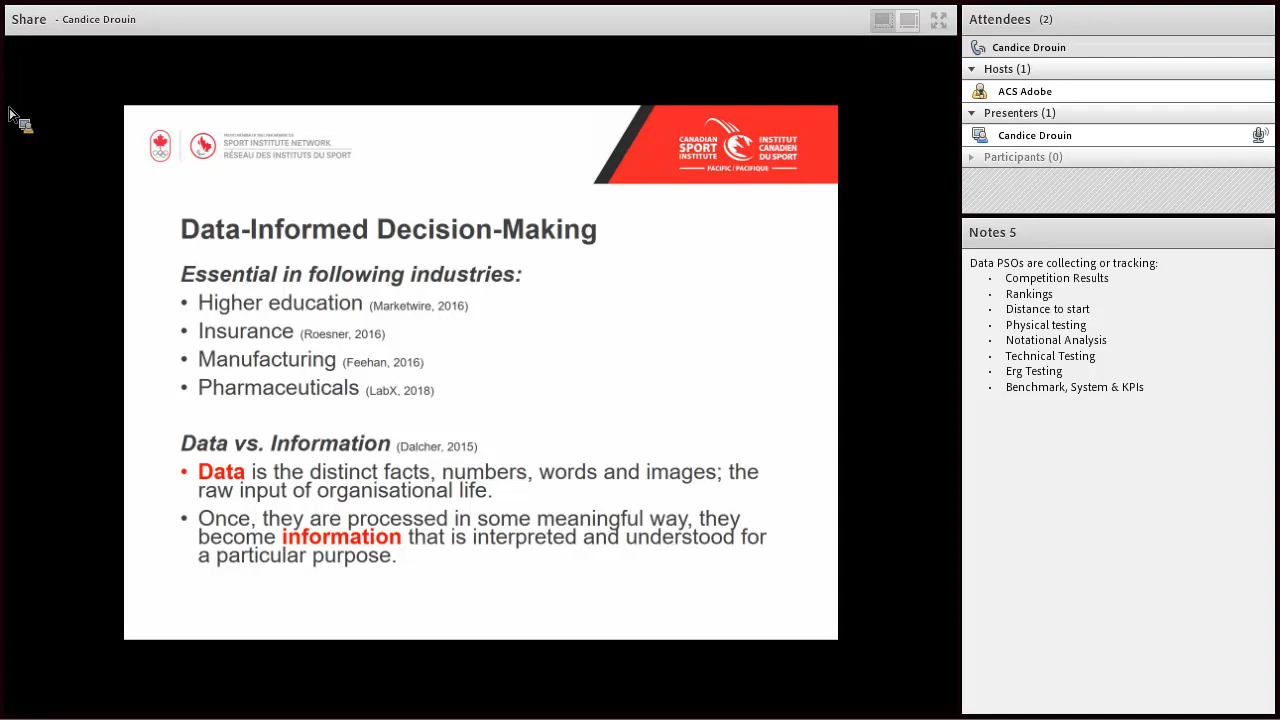 Share - Candice Drouin
SPORT INSTITUTE NETWORK
RÉSEAU DES INSTITUTS DU SPORT
CANADIAN SPORT INSTITUTE
INSTITUT CANADIEN DU SPORT
PACIFIC / PACIFIQUE
Data-Informed Decision-Making
Essential in following industries:
• Higher education (Marketwire, 2016)
• Insurance (Roesner, 2016)
• Manufacturing (Feehan, 2016)
• Pharmaceuticals (LabX, 2018)
Data vs. Information (Dalcher, 2015)
• Data is the distinct facts, numbers, words and images; the
raw input of organisational life.
• Once, they are processed in some meaningful way, they
become information that is interpreted and understood for
a particular purpose.
Attendees (2)
Candice Drouin
Hosts (1)
ACS Adobe
Presenters (1)
Candice Drouin
Participants (0)
Notes 5
Data PSOs are collecting or tracking:
· Competition Results
· Rankings
· Distance to start
· Physical testing
· Notational Analysis
· Technical Testing
· Erg Testing
· Benchmark, System & KPIs